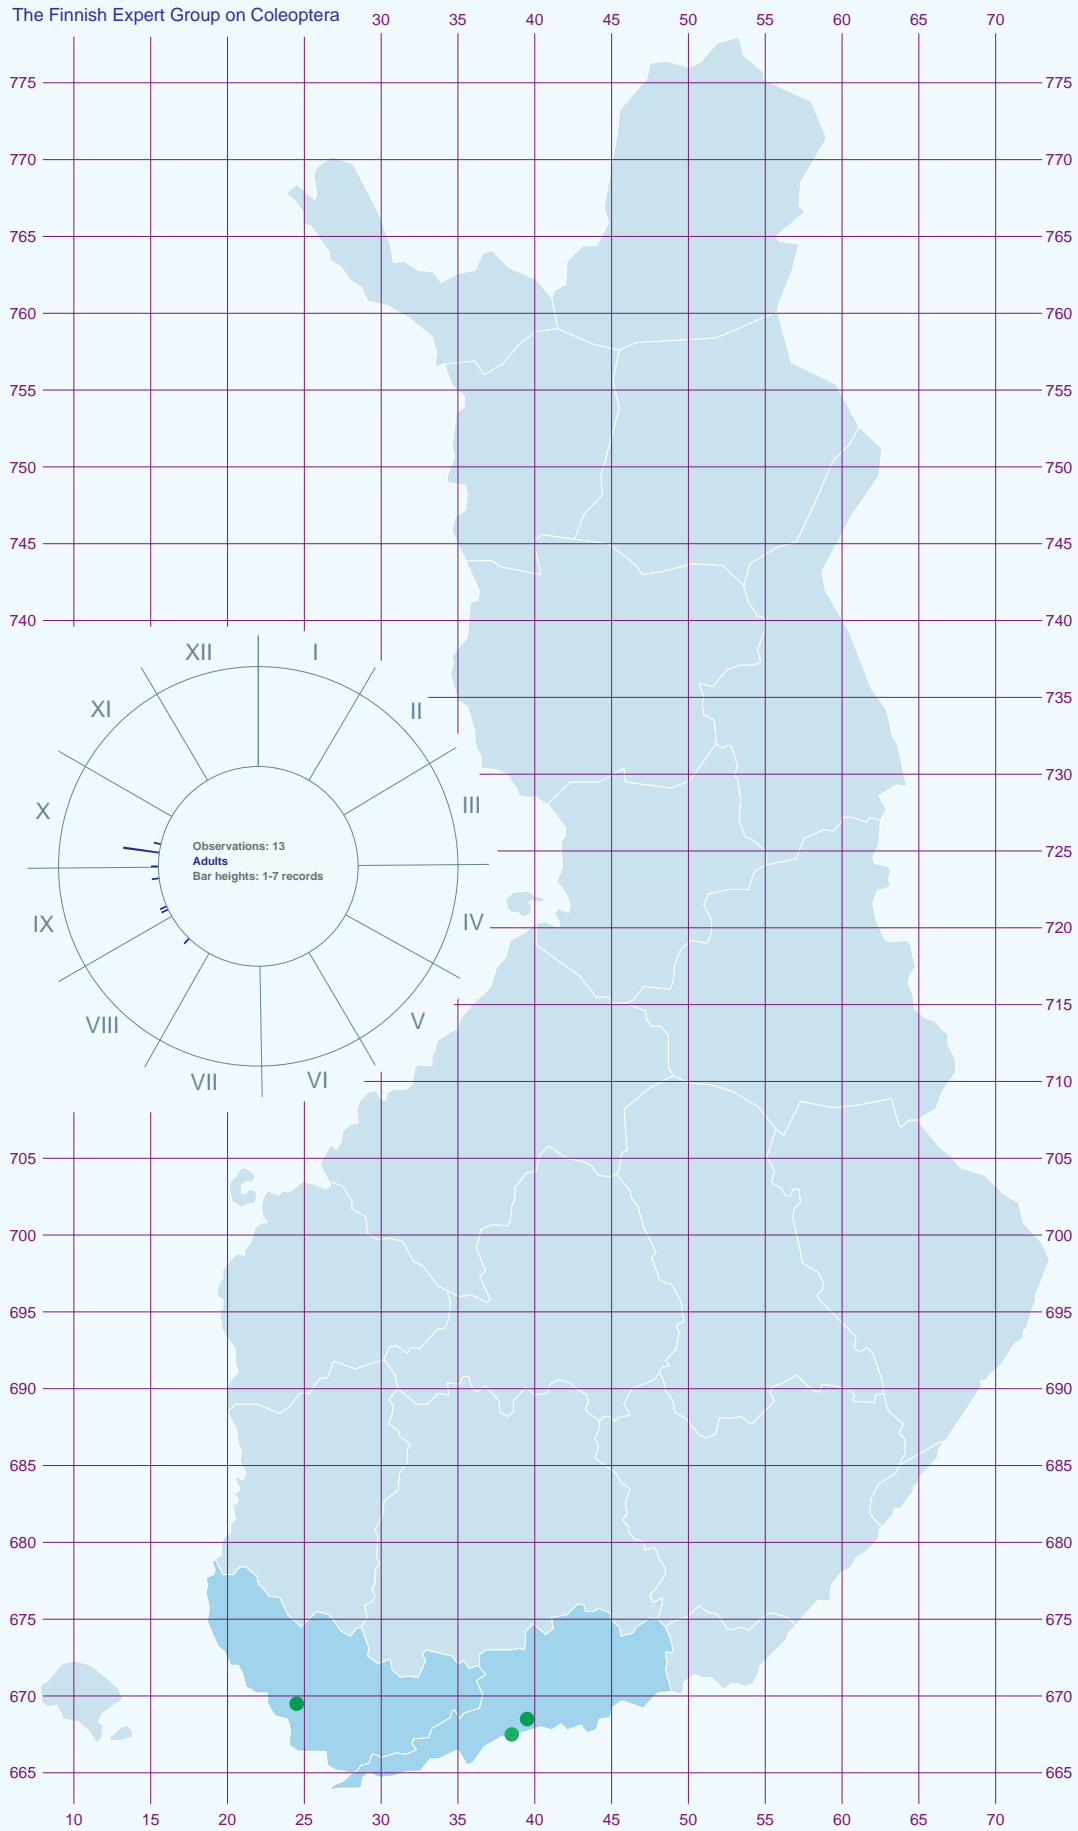 The Finnish Expert Group on Coleoptera
30 40 45 50 55 60 65 70
775 775
770 770
765 765
760 760
755 755
750 750
745 745
740 740
XII I
XI II
735
730
X III
725
Observations: 13
Adults
Bar heights: 1-7 records
IX IV
720
VIII V
715
VII VI
710
705 705
700 700
695 695
690 690
685 685
680 680
675 675
670 670
665 665
10 15 20 25 30 35 40 45 50 55 60 65 70